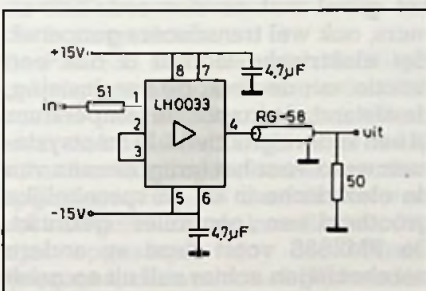 +15V
4,7µF
8 7
51
in
1
LH0033
RG-58
2
4
uit
3
50
5 6
-15V
4,7µF